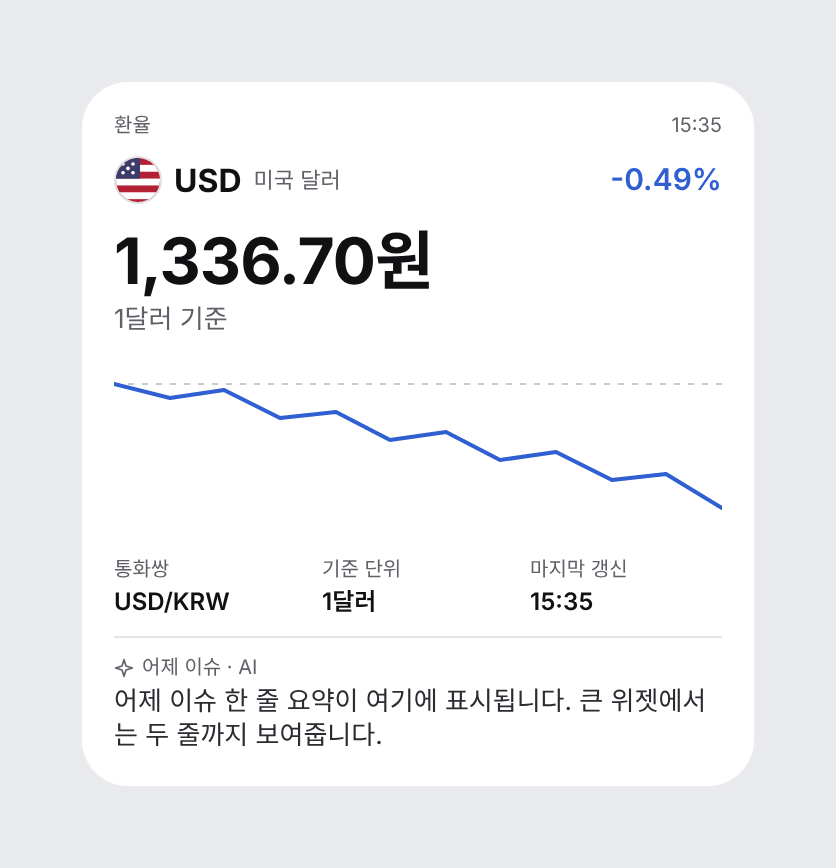 환율
15:35
USD 미국 달러
-0.49%
1,336.70원
1달러 기준
통화쌍
기준 단위
마지막 갱신
USD/KRW
1달러
15:35
어제 이슈 · AI
어제 이슈 한 줄 요약이 여기에 표시됩니다. 큰 위젯에서
는 두 줄까지 보여줍니다.